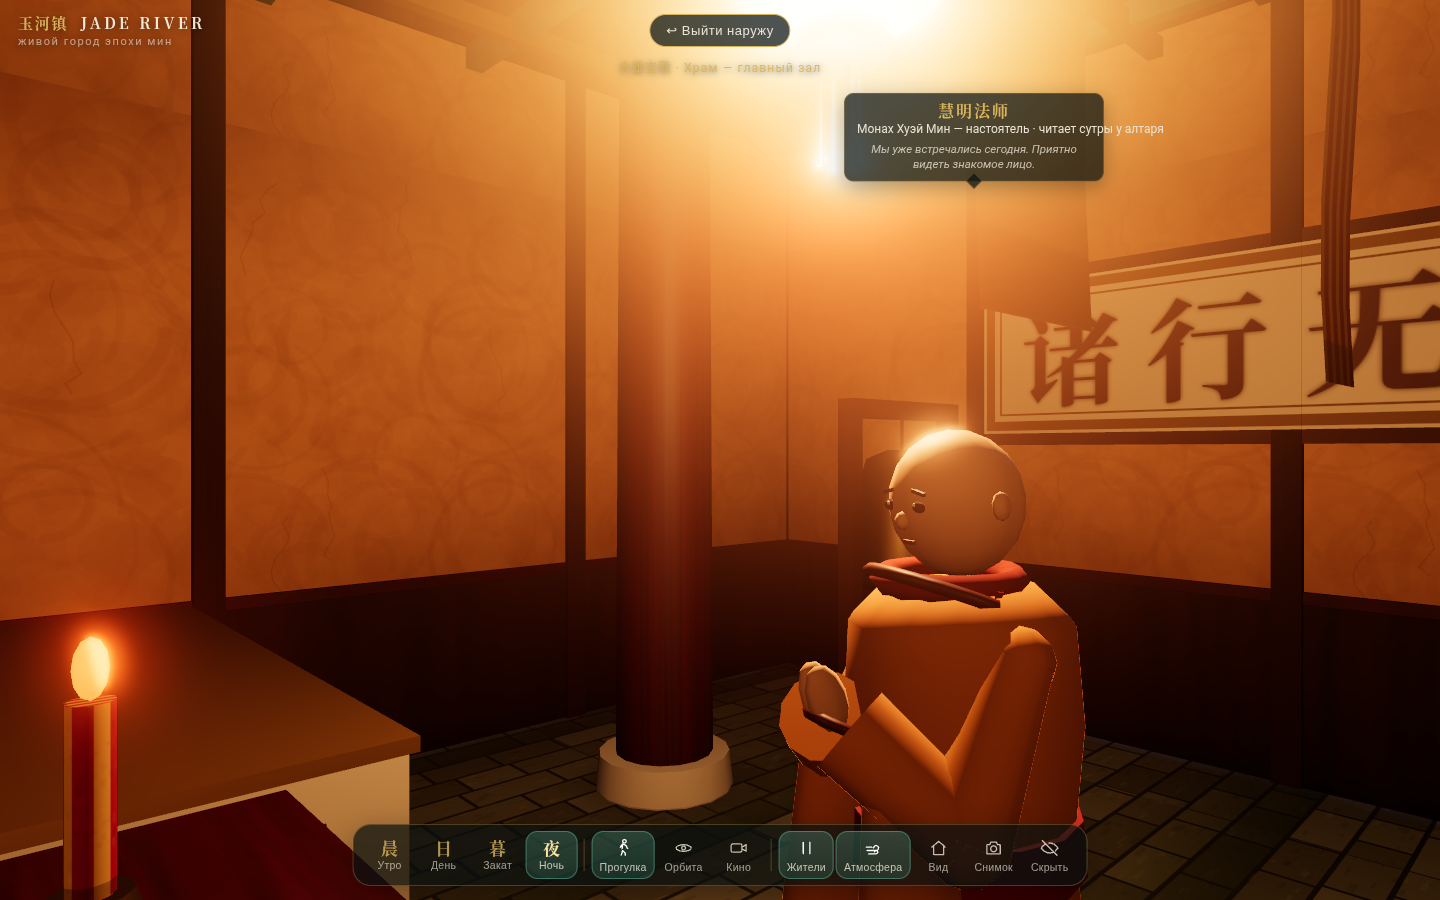 玉河镇 JADE RIVER
живой город эпохи мин
↩ Выйти наружу
· Храм — главный зал
慧明法师
Монах Хуэй Мин — настоятель · читает сутры у алтаря
Мы уже встречались сегодня. Приятно
видеть знакомое лицо.
诸行无
晨 日 暮 夜
Утро День Закат Ночь Прогулка Орбита Кино Жители Атмосфера Вид Снимок Скрыть